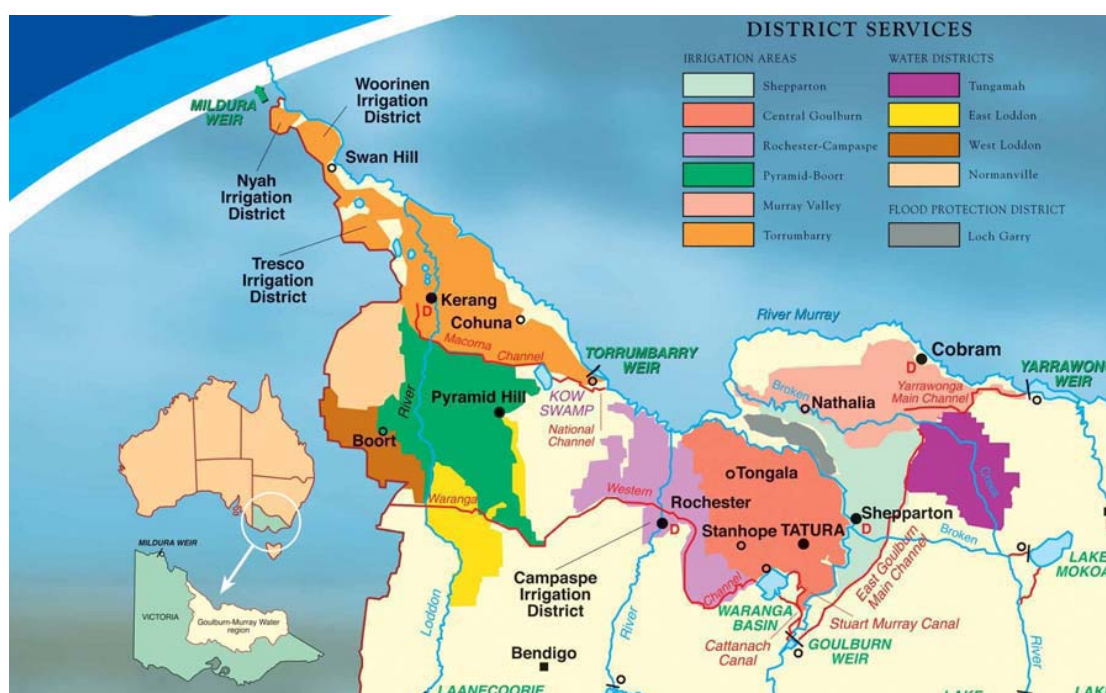 DISTRICT SERVICES
IRRIGATION AREAS
Shepparton
Central Goulburn
Rochester-Campaspe
Pyramid-Boort
Murray Valley
Torrumbarry
WATER DISTRICTS
Tungamah
East Loddon
West Loddon
Normanville
FLOOD PROTECTION DISTRICT
Loch Garry
MILDURA
WEIR
Woorinen
Irrigation
District
Swan Hill
Nyah
Irrigation
District
Tresco
Irrigation
District
Kerang
D
Cohuna
Macorna
Channel
TORRUMBARRY
WEIR
KOW
SWAMP
National
Channel
River Murray
Cobram
D
Yarrawonga
Main Channel
YARRAWON
WEIR
Broken
Nathalia
Creek
River
Pyramid Hill
Boort
Waranga
Western
Channel
Tongala
Rochester
D
Stanhope
TATURA
Shepparton
D
Broken
East Goulburn
Main Channel
LAKE
MOKOA
Campaspe
Irrigation
District
WARANGA
BASIN
Stuart Murray Canal
Cattanach
Canal
GOULBURN
WEIR
Loddon
River
River
Bendigo
LAANECOORIE
LAKE
LAK
MILDURA WEIR
VICTORIA
Goulburn-Murray Water
region